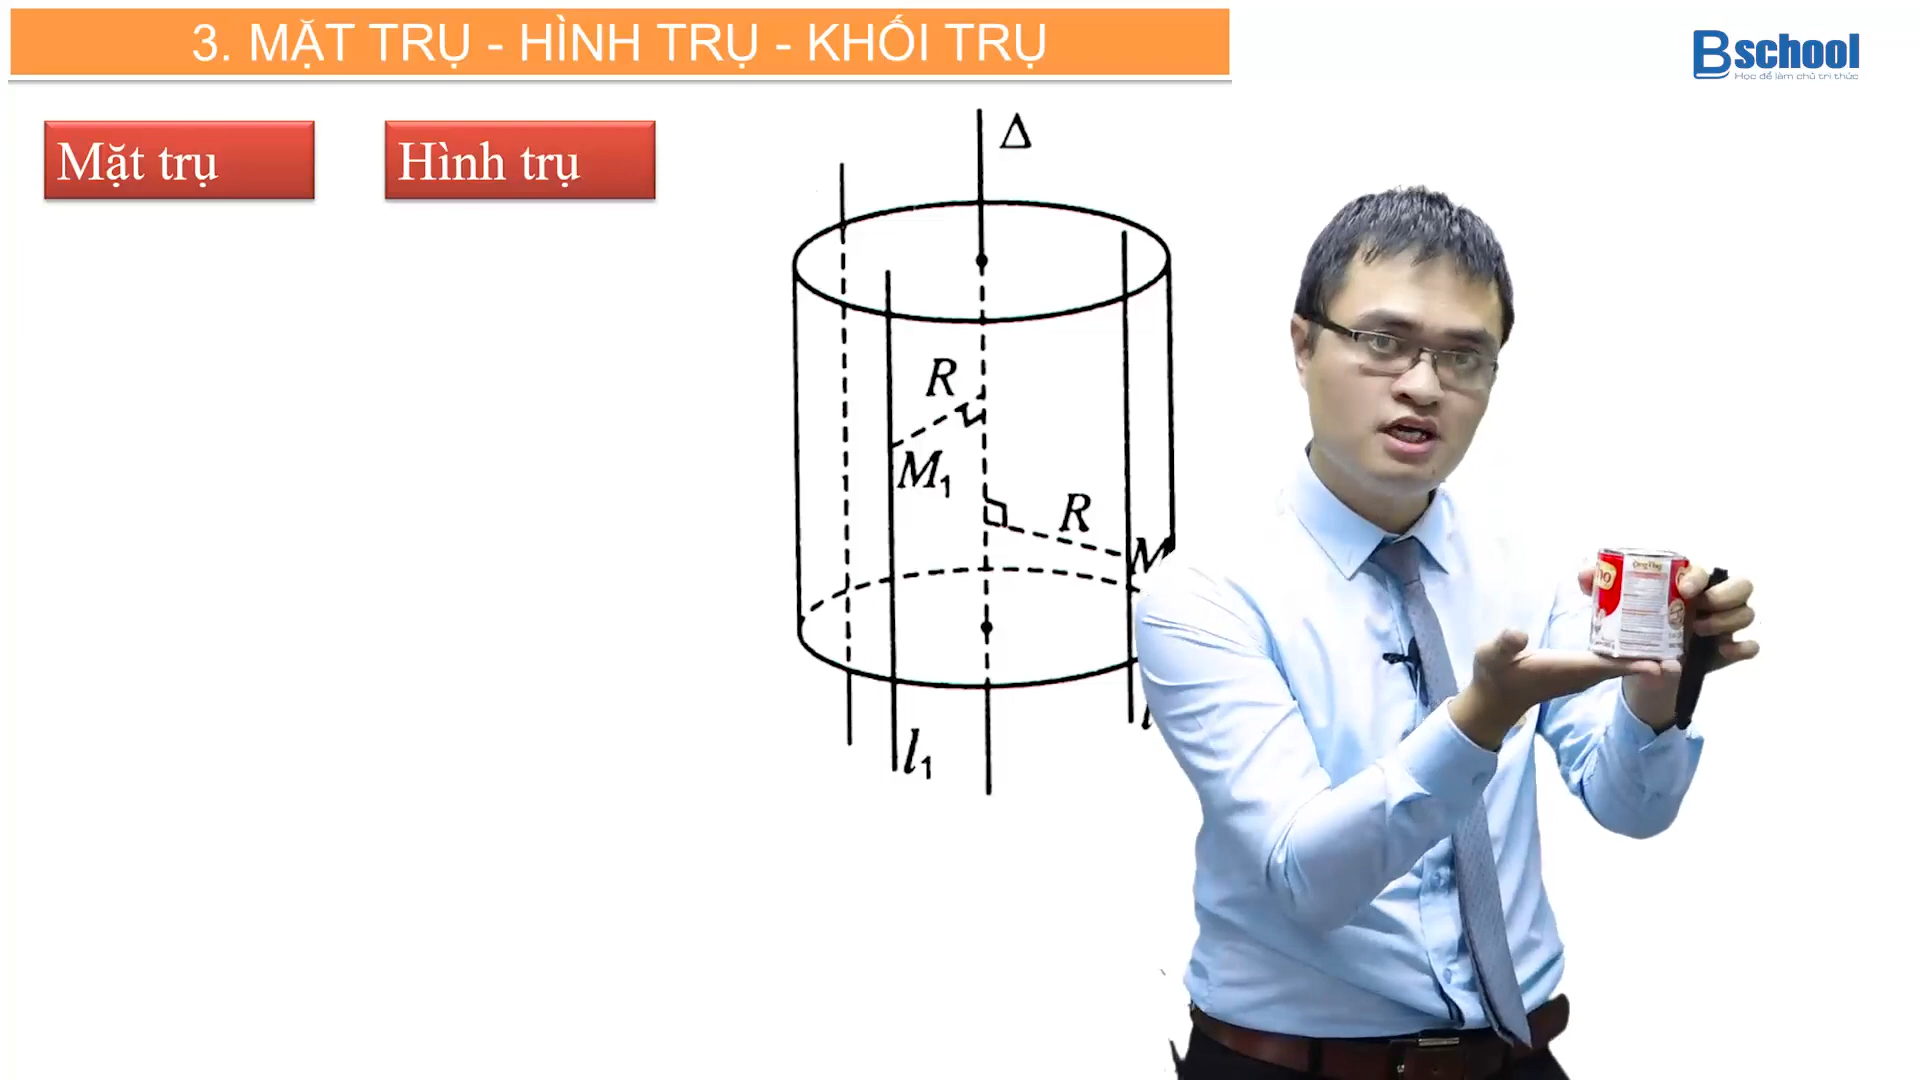 3. MẶT TRỤ - HÌNH TRỤ - KHỐI TRỤ
Bschool
Học để làm chủ tri thức
Mặt trụ
Hình trụ
Δ
R
M₁
R
M
l₁
l